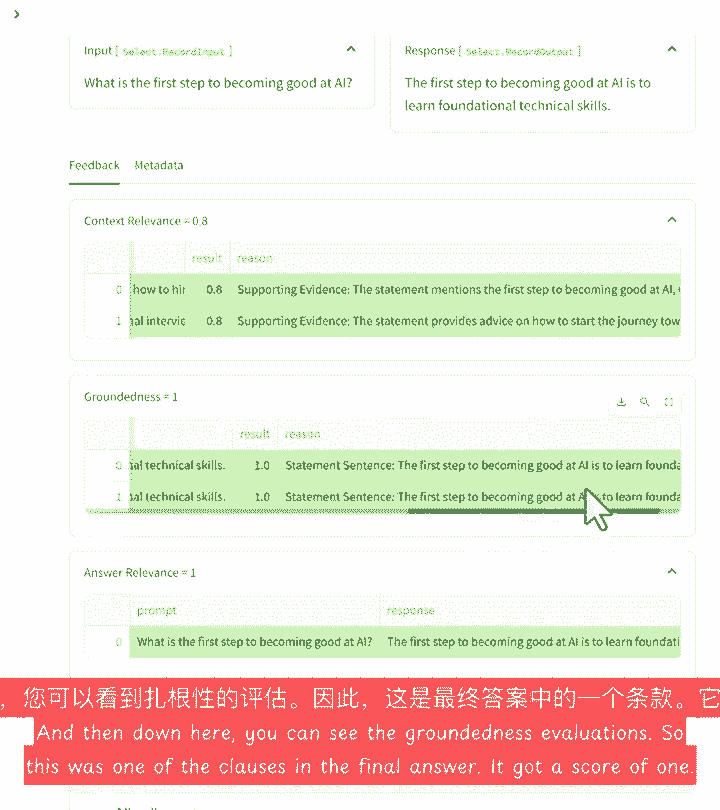 Input [ Select.RecordInput ]
What is the first step to becoming good at AI?
Response [ Select.RecordOutput ]
The first step to becoming good at AI is to
learn foundational technical skills.
Feedback Metadata
Context Relevance = 0.8
result reason
0 how to hir 0.8 Supporting Evidence: The statement mentions the first step to becoming good at AI,
1 al intervie 0.8 Supporting Evidence: The statement provides advice on how to start the journey tow
Groundedness = 1
result reason
0 al technical skills. 1.0 Statement Sentence: The first step to becoming good at AI is to learn founda
1 al technical skills. 1.0 Statement Sentence: The first step to becoming good at AI is to learn founda
Answer Relevance = 1
prompt response
0 What is the first step to becoming good at AI? The first step to becoming good at AI is to learn foundati
，您可以看到扎根性的评估。因此，这是最终答案中的一个条款。它
And then down here, you can see the groundedness evaluations. So
this was one of the clauses in the final answer. It got a score of one.